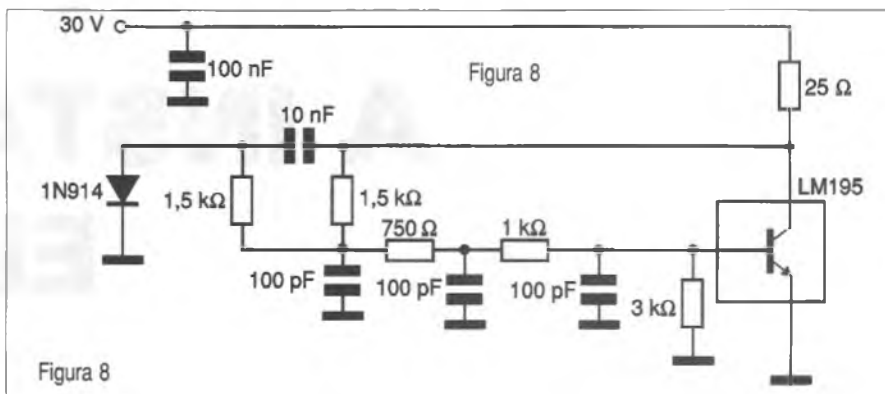 30 V
100 nF
Figura 8
25 Ω
10 nF
1N914
1,5 kΩ
1,5 kΩ
LM195
750 Ω
1 kΩ
100 pF
100 pF
100 pF
3 kΩ
Figura 8